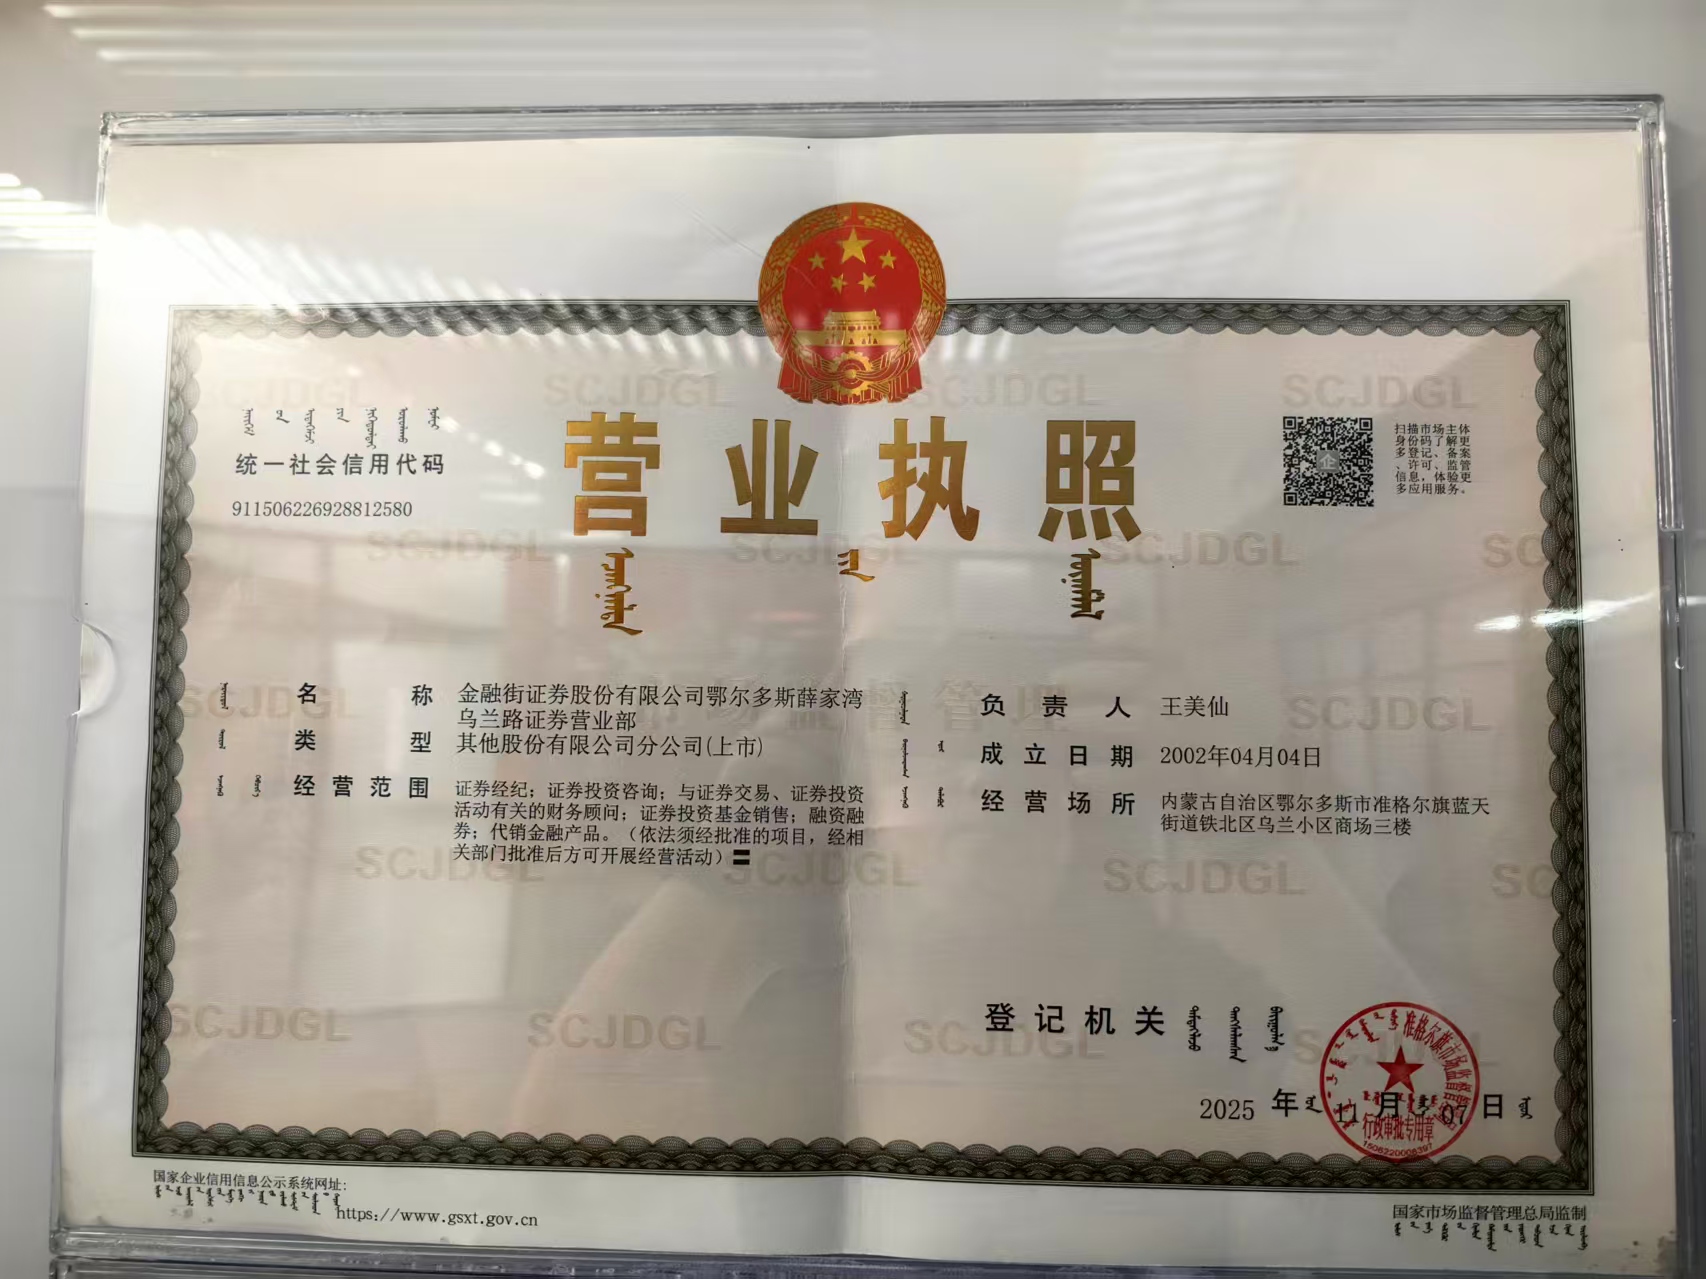 统一社会信用代码
911506226928812580
营业执照
扫描市场主体
身份码了解更
多登记、备案
、许可、监管
信息，体验更
多应用服务。
名称 金融街证券股份有限公司鄂尔多斯薛家湾
乌兰路证券营业部
类型 其他股份有限公司分公司(上市)
经营范围 证券经纪；证券投资咨询；与证券交易、证券投资
活动有关的财务顾问；证券投资基金销售；融资融
券；代销金融产品。（依法须经批准的项目，经相
关部门批准后方可开展经营活动）
负责人 王美仙
成立日期 2002年04月04日
经营场所 内蒙古自治区鄂尔多斯市准格尔旗蓝天
街道铁北区乌兰小区商场三楼
登记机关
2025年11月07日
行政审批专用章
国家企业信用信息公示系统网址：
https://www.gsxt.gov.cn
国家市场监督管理总局监制
SCJDGL